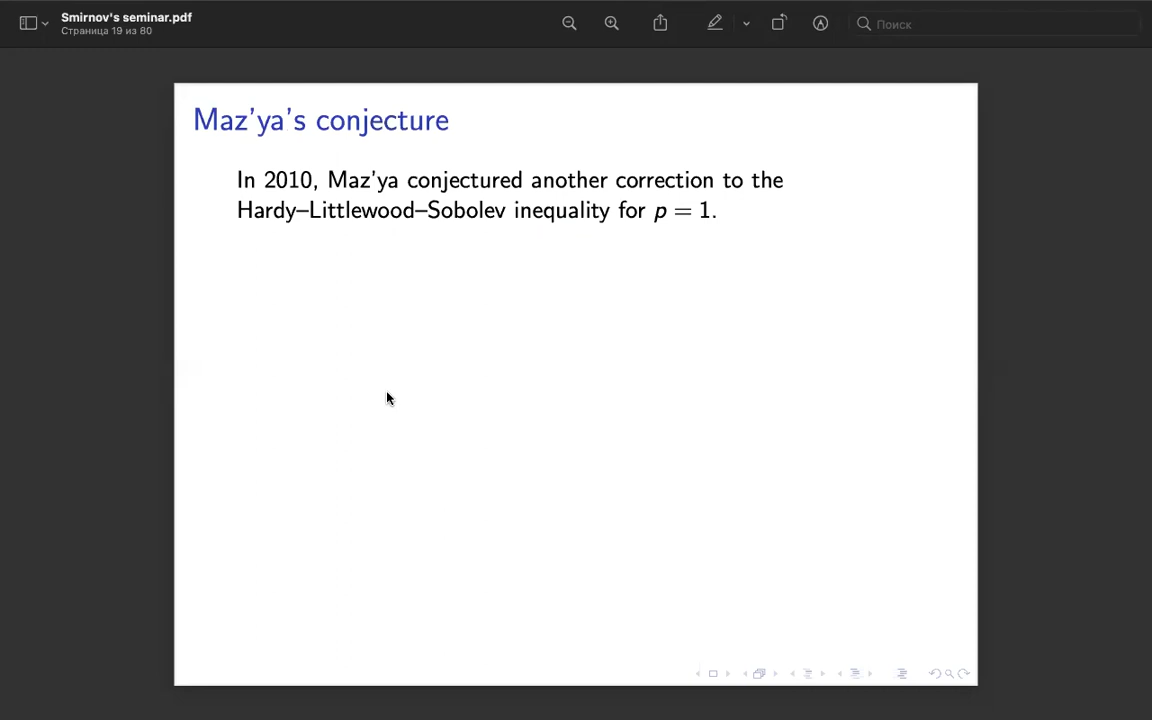 Smirnov's seminar.pdf
Страница 19 из 80
Поиск
Maz'ya's conjecture
In 2010, Maz'ya conjectured another correction to the
Hardy–Littlewood–Sobolev inequality for p = 1.